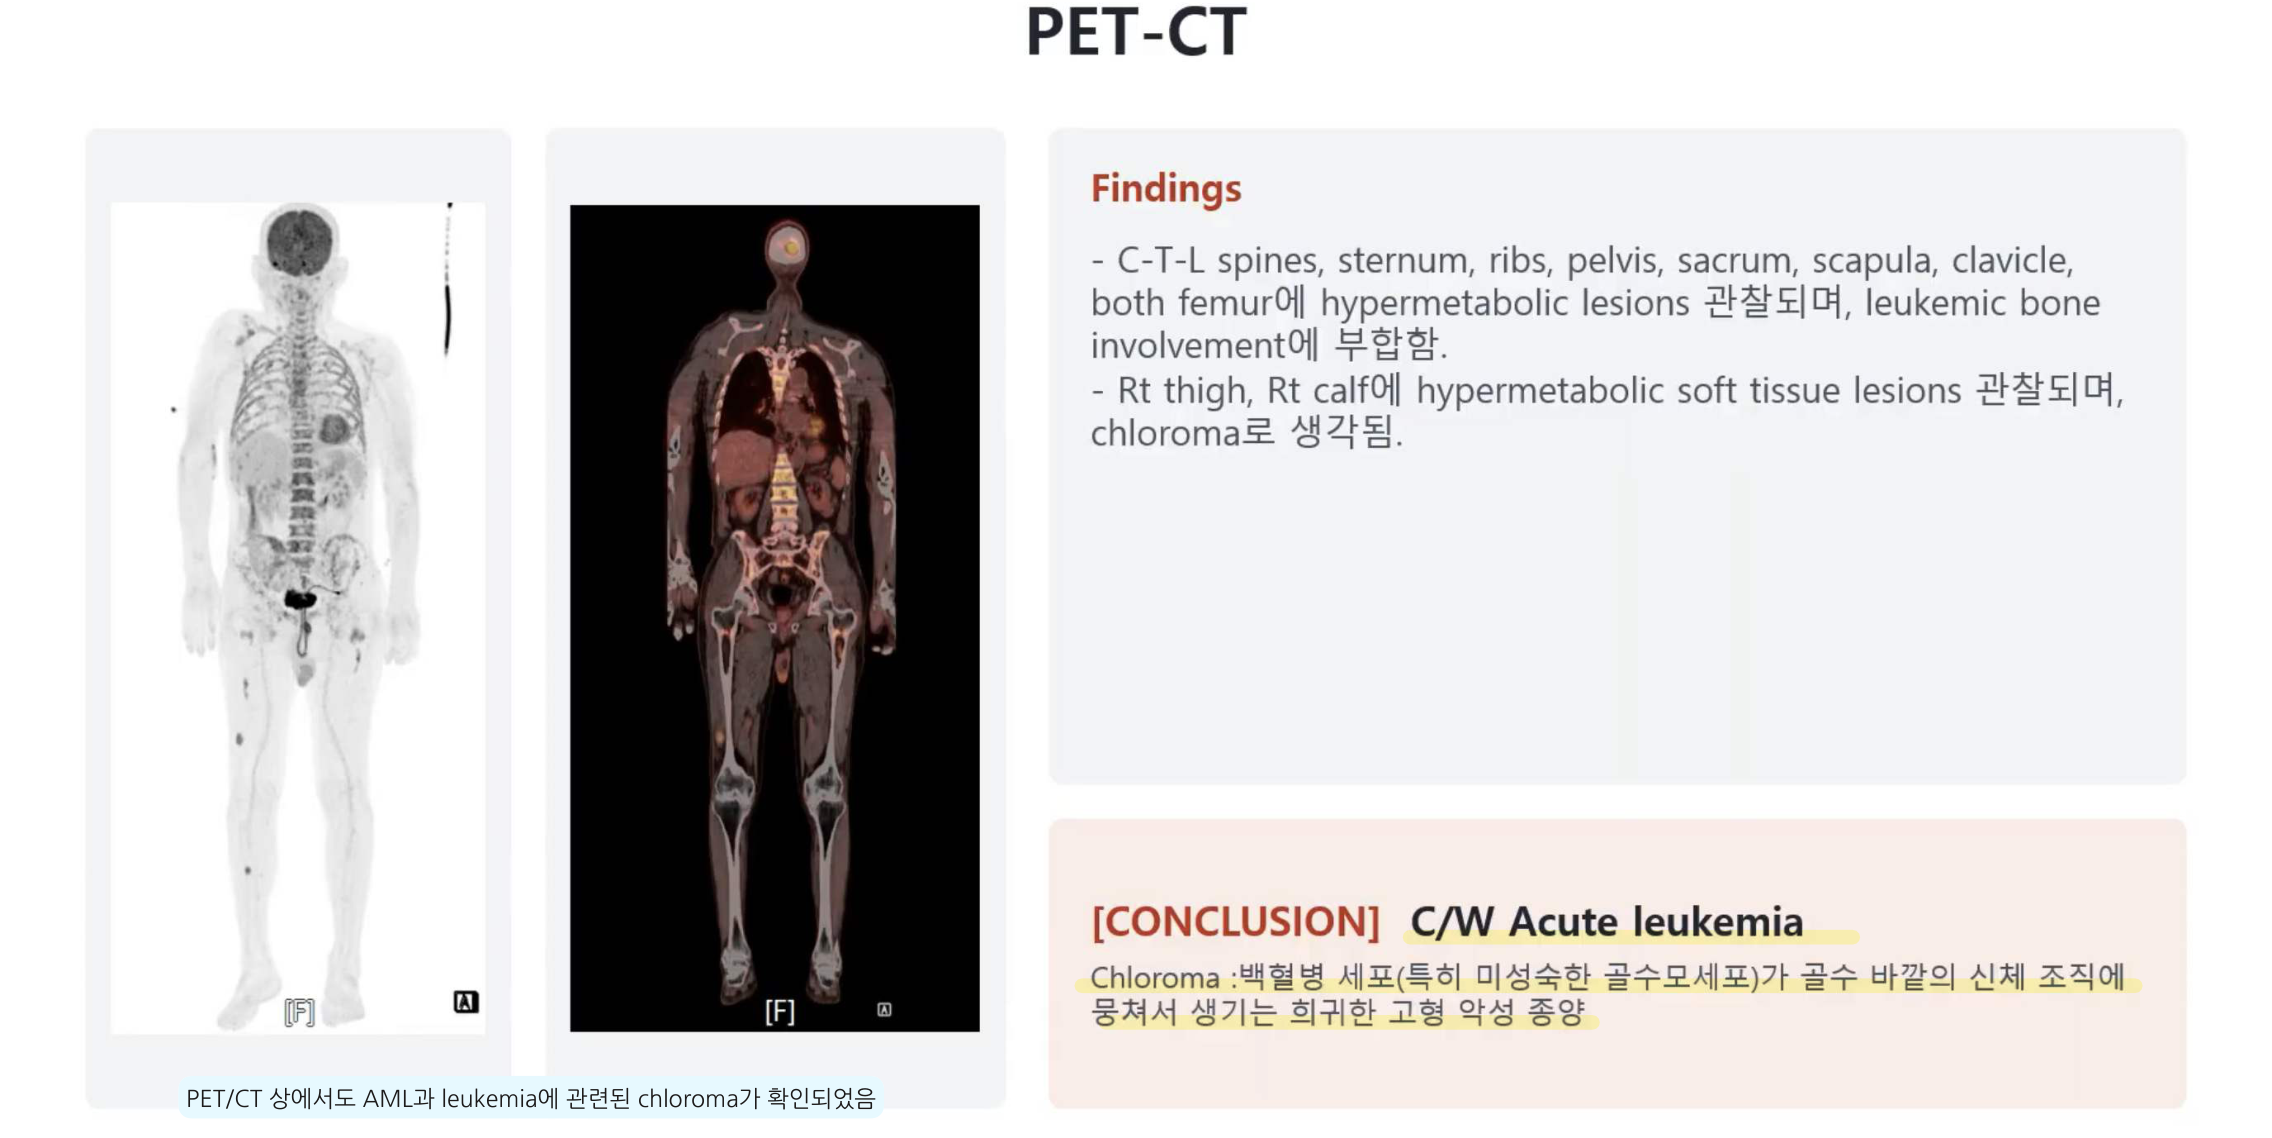 PET-CT
[F]
A
[F]
A
PET/CT 상에서도 AML과 leukemia에 관련된 chloroma가 확인되었음
Findings
- C-T-L spines, sternum, ribs, pelvis, sacrum, scapula, clavicle,
both femur에 hypermetabolic lesions 관찰되며, leukemic bone
involvement에 부합함.
- Rt thigh, Rt calf에 hypermetabolic soft tissue lesions 관찰되며,
chloroma로 생각됨.
[CONCLUSION] C/W Acute leukemia
Chloroma :백혈병 세포(특히 미성숙한 골수모세포)가 골수 바깥의 신체 조직에
뭉쳐서 생기는 희귀한 고형 악성 종양